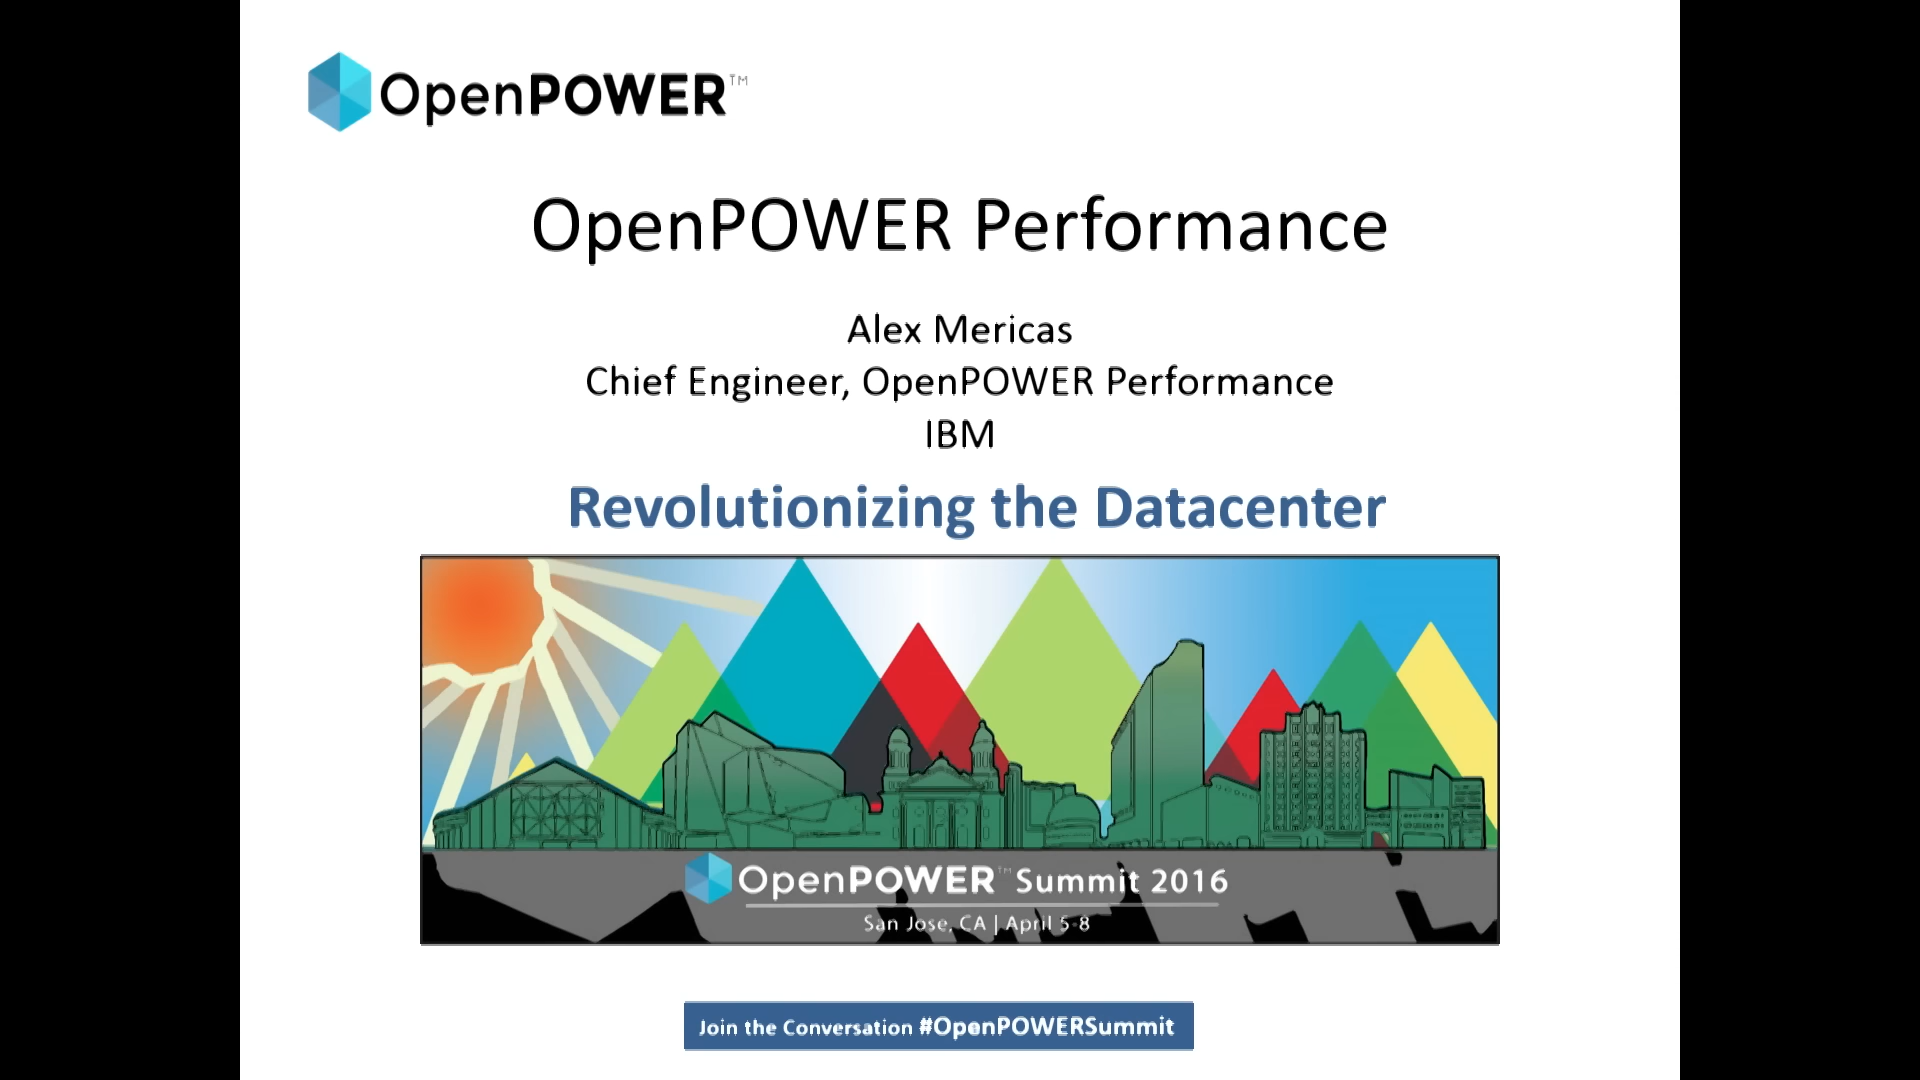 OpenPOWER™
OpenPOWER Performance
Alex Mericas
Chief Engineer, OpenPOWER Performance
IBM
Revolutionizing the Datacenter
OpenPOWER™ Summit 2016
San Jose, CA | April 5-8
Join the Conversation #OpenPOWERSummit